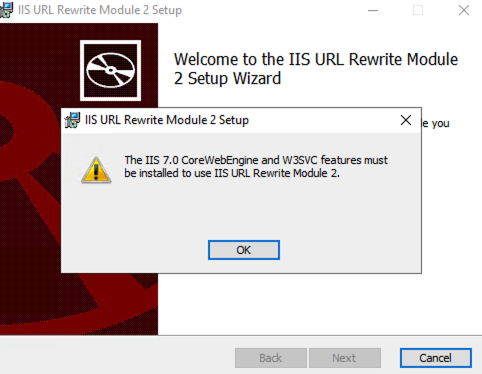 IIS URL Rewrite Module 2 Setup
Welcome to the IIS URL Rewrite Module
2 Setup Wizard
you
IIS URL Rewrite Module 2 Setup
The IIS 7.0 CoreWebEngine and W3SVC features must
be installed to use IIS URL Rewrite Module 2.
OK
Back Next Cancel